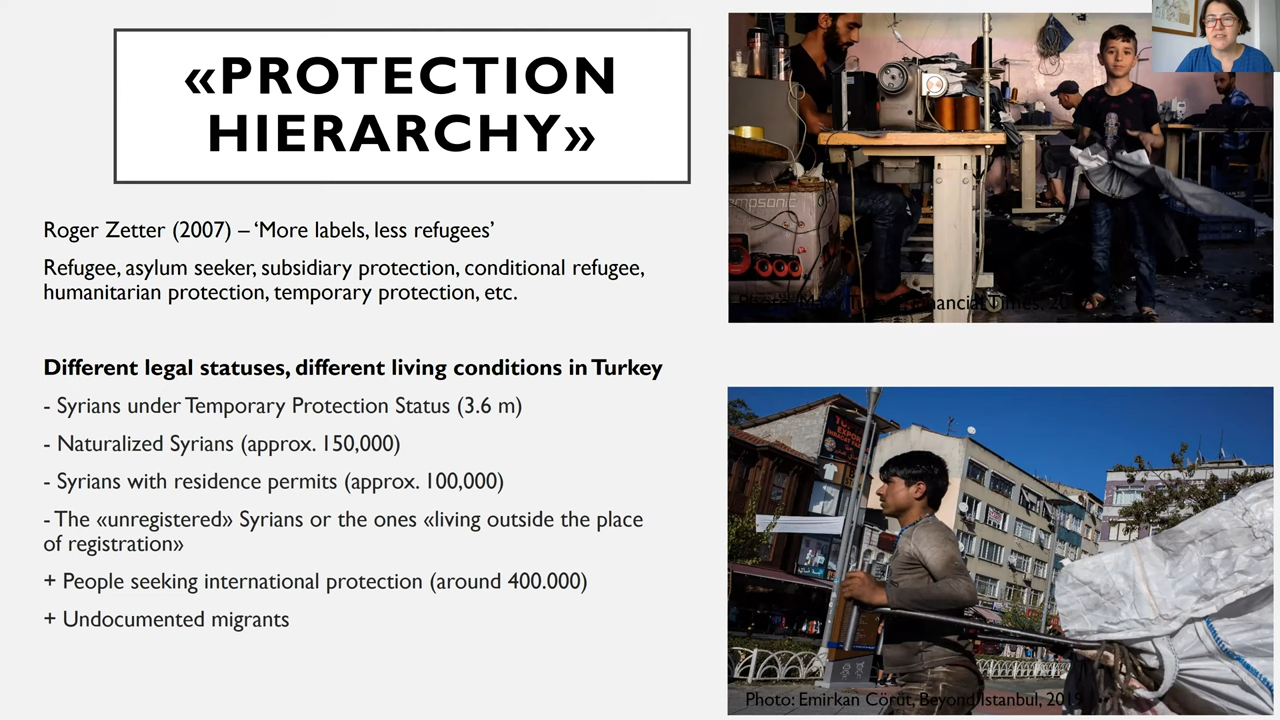 «PROTECTION
HIERARCHY»
Roger Zetter (2007) – ‘More labels, less refugees’
Refugee, asylum seeker, subsidiary protection, conditional refugee,
humanitarian protection, temporary protection, etc.
Different legal statuses, different living conditions in Turkey
- Syrians under Temporary Protection Status (3.6 m)
- Naturalized Syrians (approx. 150,000)
- Syrians with residence permits (approx. 100,000)
- The «unregistered» Syrians or the ones «living outside the place
of registration»
+ People seeking international protection (around 400.000)
+ Undocumented migrants
Financial Times,
EXPOR
Photo: Emirkan Cörüt, Beyond Istanbul, 2019